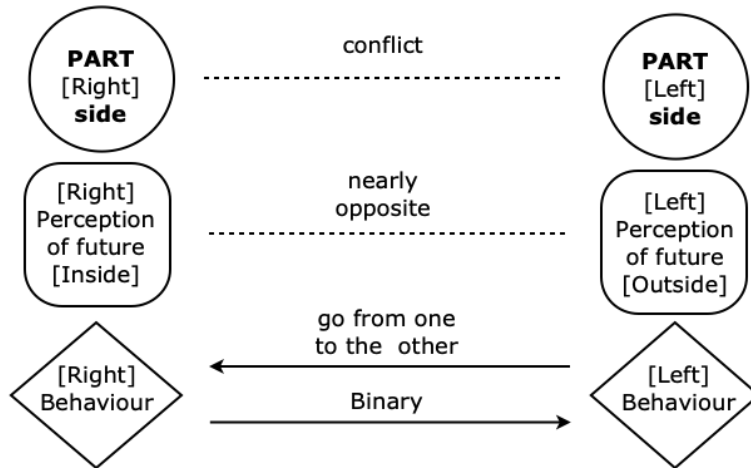 PART
[Right]
side
conflict
PART
[Left]
side
[Right]
Perception
of future
[Inside]
nearly
opposite
[Left]
Perception
of future
[Outside]
go from one
to the other
[Right]
Behaviour
Binary
[Left]
Behaviour